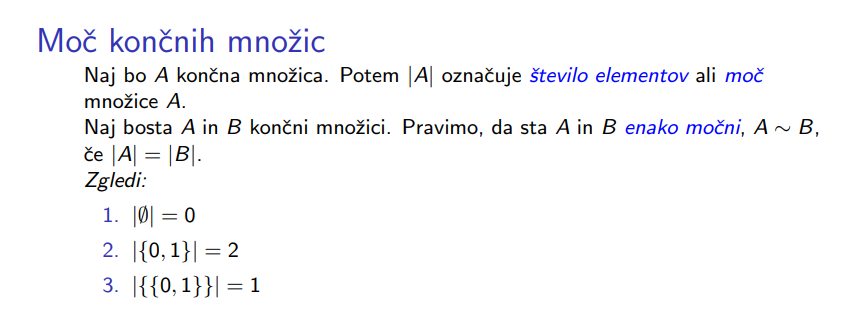 Moč končnih množic
Naj bo A končna množica. Potem |A| označuje število elementov ali moč
množice A.
Naj bosta A in B končni množici. Pravimo, da sta A in B enako močni, A ∼ B,
če |A| = |B|.
Zgledi:
1. |∅| = 0
2. |{0, 1}| = 2
3. |{{0, 1}}| = 1